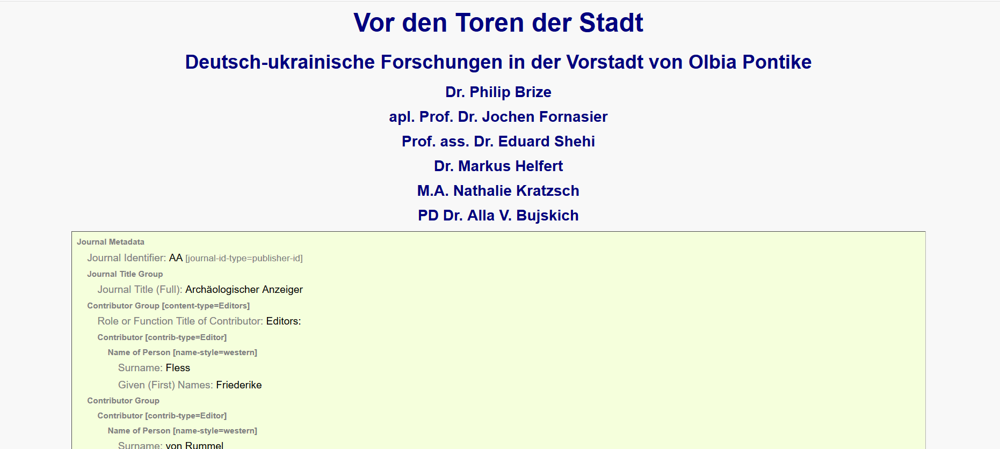 Vor den Toren der Stadt
Deutsch-ukrainische Forschungen in der Vorstadt von Olbia Pontike
Dr. Philip Brize
apl. Prof. Dr. Jochen Fornasier
Prof. ass. Dr. Eduard Shehi
Dr. Markus Helfert
M.A. Nathalie Kratzsch
PD Dr. Alla V. Bujskich
Journal Metadata
Journal Identifier: AA [journal-id-type=publisher-id]
Journal Title Group
Journal Title (Full): Archäologischer Anzeiger
Contributor Group [content-type=Editors]
Role or Function Title of Contributor: Editors:
Contributor [contrib-type=Editor]
Name of Person [name-style=western]
Surname: Fless
Given (First) Names: Friederike
Contributor Group
Contributor [contrib-type=Editor]
Name of Person [name-style=western]
Surname: von Rummel